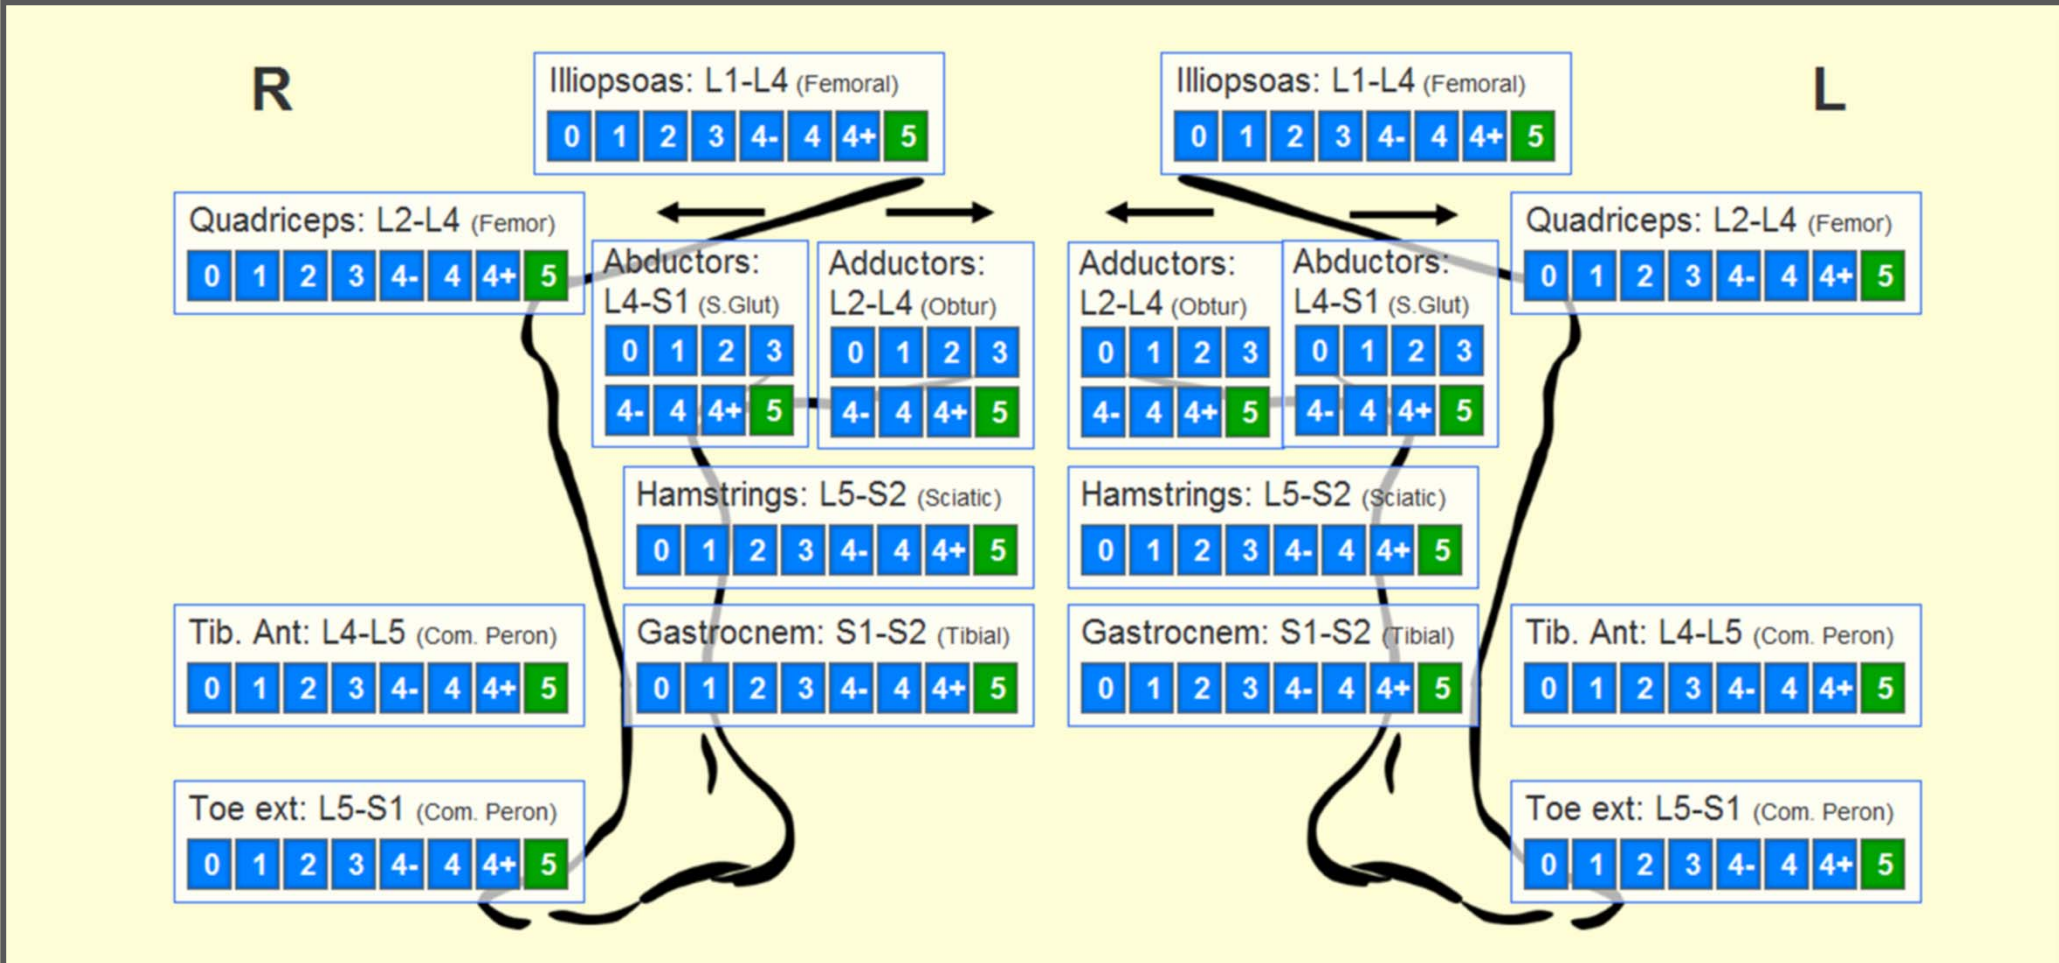 R
Illiopsoas: L1-L4 (Femoral)
0 1 2 3 4- 4 4+ 5
Illiopsoas: L1-L4 (Femoral)
0 1 2 3 4- 4 4+ 5
L
Quadriceps: L2-L4 (Femor)
0 1 2 3 4- 4 4+ 5
Abductors:
L4-S1 (S.Glut)
0 1 2 3
4- 4 4+ 5
Adductors:
L2-L4 (Obtur)
0 1 2 3
4- 4 4+ 5
Adductors:
L2-L4 (Obtur)
0 1 2 3
4- 4 4+ 5
Abductors:
L4-S1 (S.Glut)
0 1 2 3
4- 4 4+ 5
Quadriceps: L2-L4 (Femor)
0 1 2 3 4- 4 4+ 5
Hamstrings: L5-S2 (Sciatic)
0 1 2 3 4- 4 4+ 5
Hamstrings: L5-S2 (Sciatic)
0 1 2 3 4- 4 4+ 5
Tib. Ant: L4-L5 (Com. Peron)
0 1 2 3 4- 4 4+ 5
Gastrocnem: S1-S2 (Tibial)
0 1 2 3 4- 4 4+ 5
Gastrocnem: S1-S2 (Tibial)
0 1 2 3 4- 4 4+ 5
Tib. Ant: L4-L5 (Com. Peron)
0 1 2 3 4- 4 4+ 5
Toe ext: L5-S1 (Com. Peron)
0 1 2 3 4- 4 4+ 5
Toe ext: L5-S1 (Com. Peron)
0 1 2 3 4- 4 4+ 5